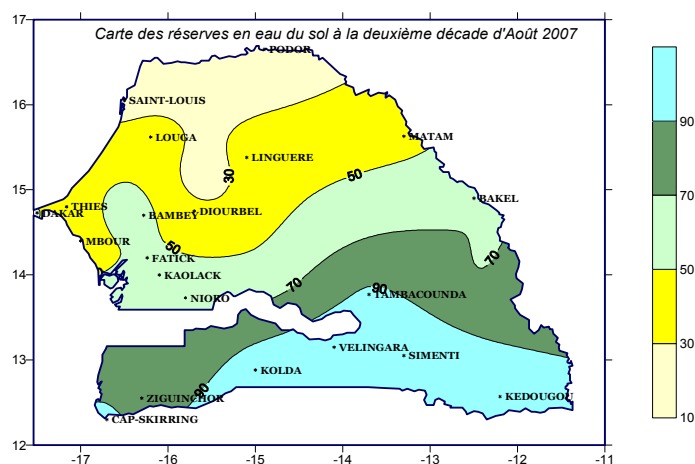 17
Carte des réserves en eau du sol à la deuxième décade d'Août 2007
PODOR
16
SAINT-LOUIS
90
LOUGA
MATAM
LINGUERE
30
50
70
15
BAKEL
THIES
DAKAR
BAMBEY
DIOURBEL
MBOUR
50
50
FATICK
70
14
KAOLACK
70
90
NIORO
TAMBACOUNDA
30
13
VELINGARA
SIMENTI
KOLDA
90
ZIGUINCHOR
KEDOUGOU
CAP-SKIRRING
10
12
-17
-16
-15
-14
-13
-12
-11